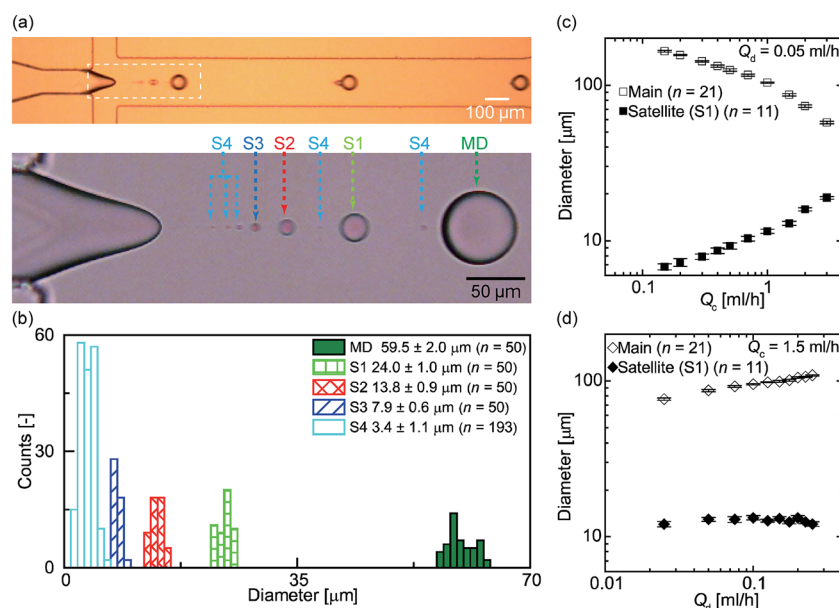 (a)
100 µm
S4 S3 S2 S4 S1 S4 MD
50 µm
(b)
60
30
0
Counts [-]
MD 59.5 ± 2.0 µm (n = 50)
S1 24.0 ± 1.0 µm (n = 50)
S2 13.8 ± 0.9 µm (n = 50)
S3 7.9 ± 0.6 µm (n = 50)
S4 3.4 ± 1.1 µm (n = 193)
0 35 70
Diameter [µm]
(c)
Qd = 0.05 ml/h
100
Main (n = 21)
Satellite (S1) (n = 11)
10
Diameter [µm]
0.1 1
Qc [ml/h]
(d)
Qc = 1.5 ml/h
Main (n = 21)
Satellite (S1) (n = 11)
100
10
Diameter [µm]
0.01 0.1
Qd [ml/h]